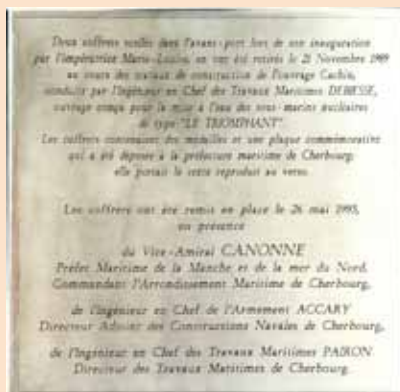 Deux coffrets scellés dans l'avant-port lors de son inauguration
par l'Impératrice Marie-Louise, en ont été retirés le 21 Novembre 1989
au cours des travaux de construction de l'ouvrage Cachin,
conduits par l'Ingénieur en Chef des Travaux Maritimes DEBESSE,
ouvrage conçu pour la mise à l'eau des sous-marins nucléaires
de type "LE TRIOMPHANT".
Les coffrets contenaient des médailles et une plaque commémorative
qui a été déposée à la préfecture maritime de Cherbourg;
elle portait le texte reproduit au verso.
Les coffrets ont été remis en place le 26 mai 1993,
en présence
du Vice-Amiral CANONNE
Préfet Maritime de la Manche et de la mer du Nord,
Commandant l'Arrondissement Maritime de Cherbourg,
de l'Ingénieur en Chef de l'Armement ACCARY
Directeur Adjoint des Constructions Navales de Cherbourg,
de l'Ingénieur en Chef des Travaux Maritimes PAIRON
Directeur des Travaux Maritimes de Cherbourg